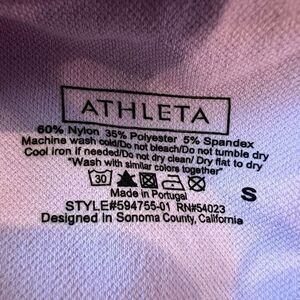 ATHLETA
60% Nylon 35% Polyester 5% Spandex
Machine wash cold/Do not bleach/Do not tumble dry
Cool iron if needed/Do not dry clean/ Dry flat to dry
"Wash with similar colors together"
30
S
Made in Portugal
STYLE#594755-01 RN#54023
Designed in Sonoma County, California